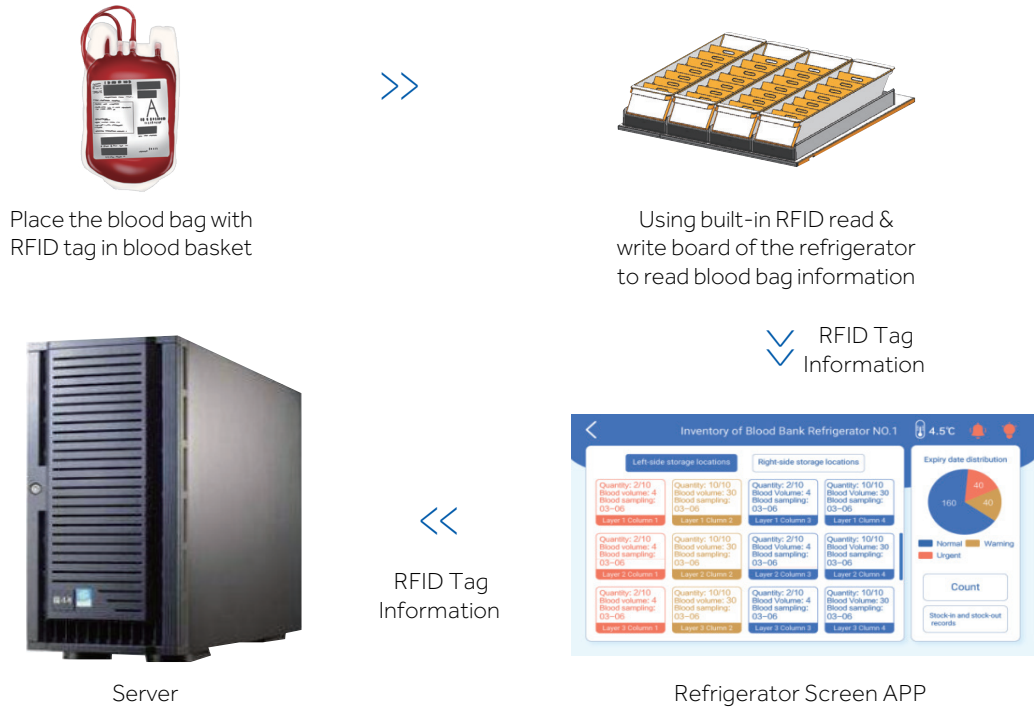 A
Place the blood bag with
RFID tag in blood basket
Using built-in RFID read &
write board of the refrigerator
to read blood bag information
RFID Tag
Information
Inventory of Blood Bank Refrigerator NO.1
4.5℃
Left-side storage locations
Right-side storage locations
Expiry date distribution
Quantity: 2/10
Blood volume: 4
Blood sampling:
03-06
Layer 1 Column 1
Quantity: 10/10
Blood volume: 30
Blood sampling:
03-06
Layer 1 Clumn 2
Quantity: 2/10
Blood Volume: 4
Blood sampling:
03-06
Layer 1 Column 3
Quantity: 10/10
Blood Volume: 30
Blood sampling:
03-06
Layer 1 Clumn 4
Quantity: 2/10
Blood volume: 4
Blood sampling:
03-06
Layer 2 Column 1
Quantity: 10/10
Blood volume: 30
Blood sampling:
03-06
Layer 2 Clumn 2
Quantity: 2/10
Blood Volume: 4
Blood sampling:
03-06
Layer 2 Column 3
Quantity: 10/10
Blood Volume: 30
Blood sampling:
03-06
Layer 2 Clumn 4
Quantity: 2/10
Blood volume: 4
Blood sampling:
03-06
Layer 3 Column 1
Quantity: 10/10
Blood volume: 30
Blood sampling:
03-06
Layer 3 Clumn 2
Quantity: 2/10
Blood Volume: 4
Blood sampling:
03-06
Layer 3 Column 3
Quantity: 10/10
Blood Volume: 30
Blood sampling:
03-06
Layer 3 Clumn 4
40
160
40
Normal
Warning
Urgent
Count
Stock-in and stock-out
records
RFID Tag
Information
Server
Refrigerator Screen APP